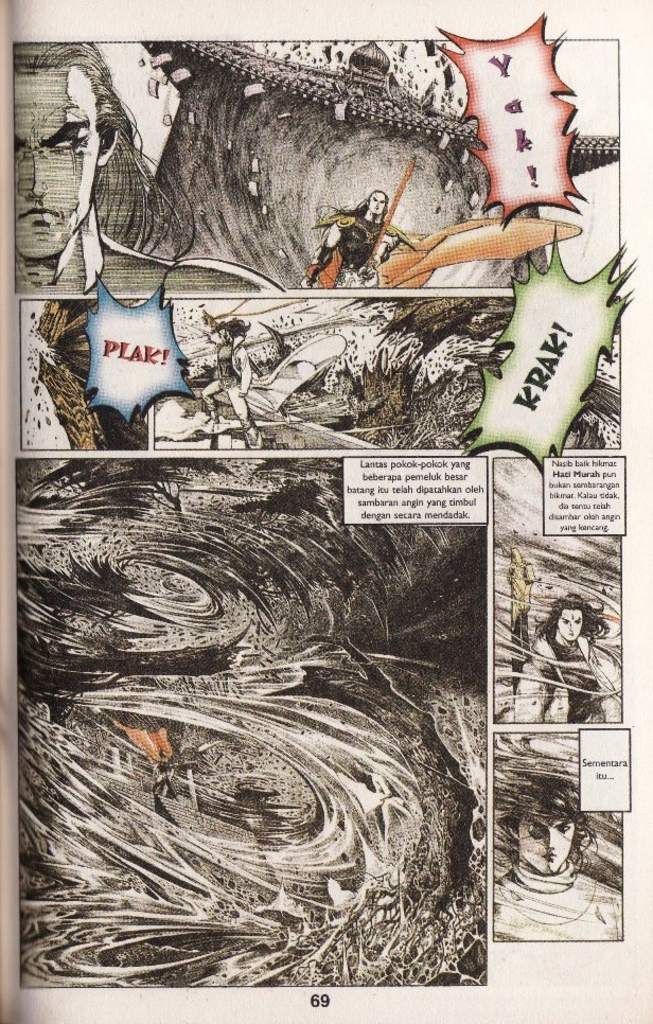 Yak!
PLAK!
KRAK!
Lantas pokok-pokok yang
beberapa pemeluk besar
batang itu telah dipatahkan oleh
sambaran angin yang timbul
dengan secara mendadak.
Nasib baik hikmat
Hati Murah pun
bukan sembarangan
hikmat. Kalau tidak,
dia tentu telah
disambar oleh angin
yang kencang.
Sementara
itu...
69